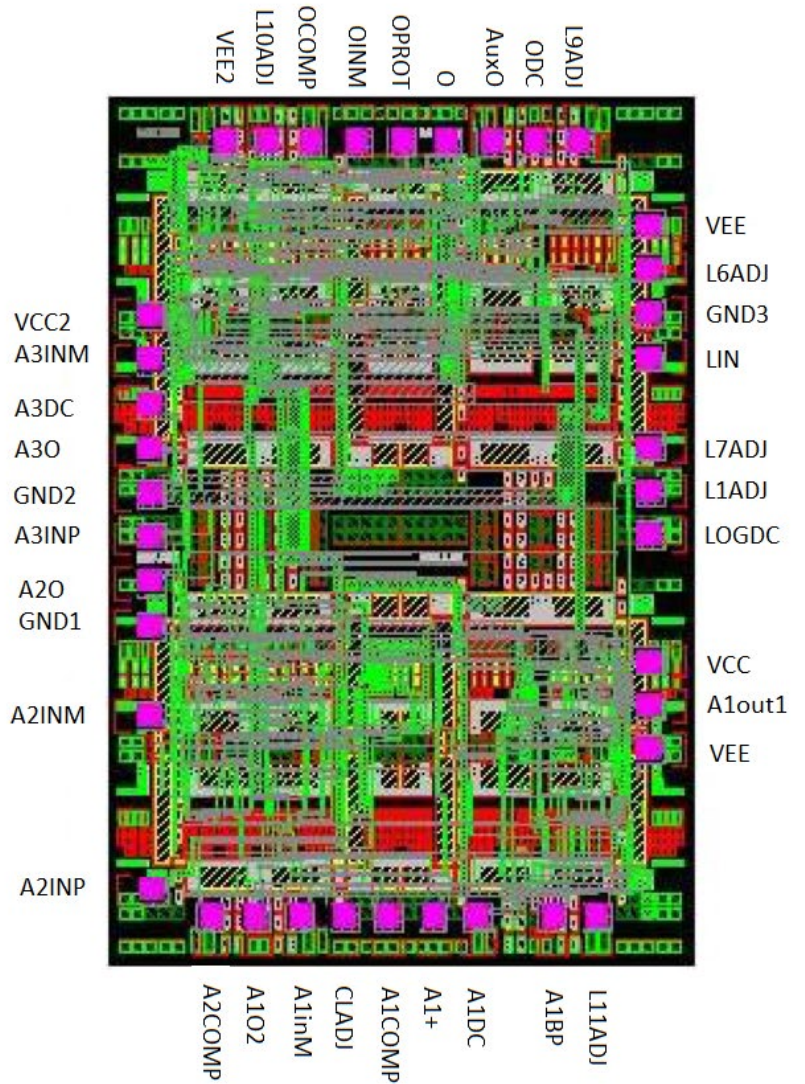 VEE2
L10ADJ
OCOMP
OINM
OPROT
O
AuxO
ODC
L9ADJ
VCC2
A3INM
A3DC
A3O
GND2
A3INP
A2O
GND1
A2INM
A2INP
VEE
L6ADJ
GND3
LIN
L7ADJ
L1ADJ
LOGDC
VCC
A1out1
VEE
A2COMP
A1O2
A1inM
CLADJ
A1COMP
A1+
A1DC
A1BP
L11ADJ